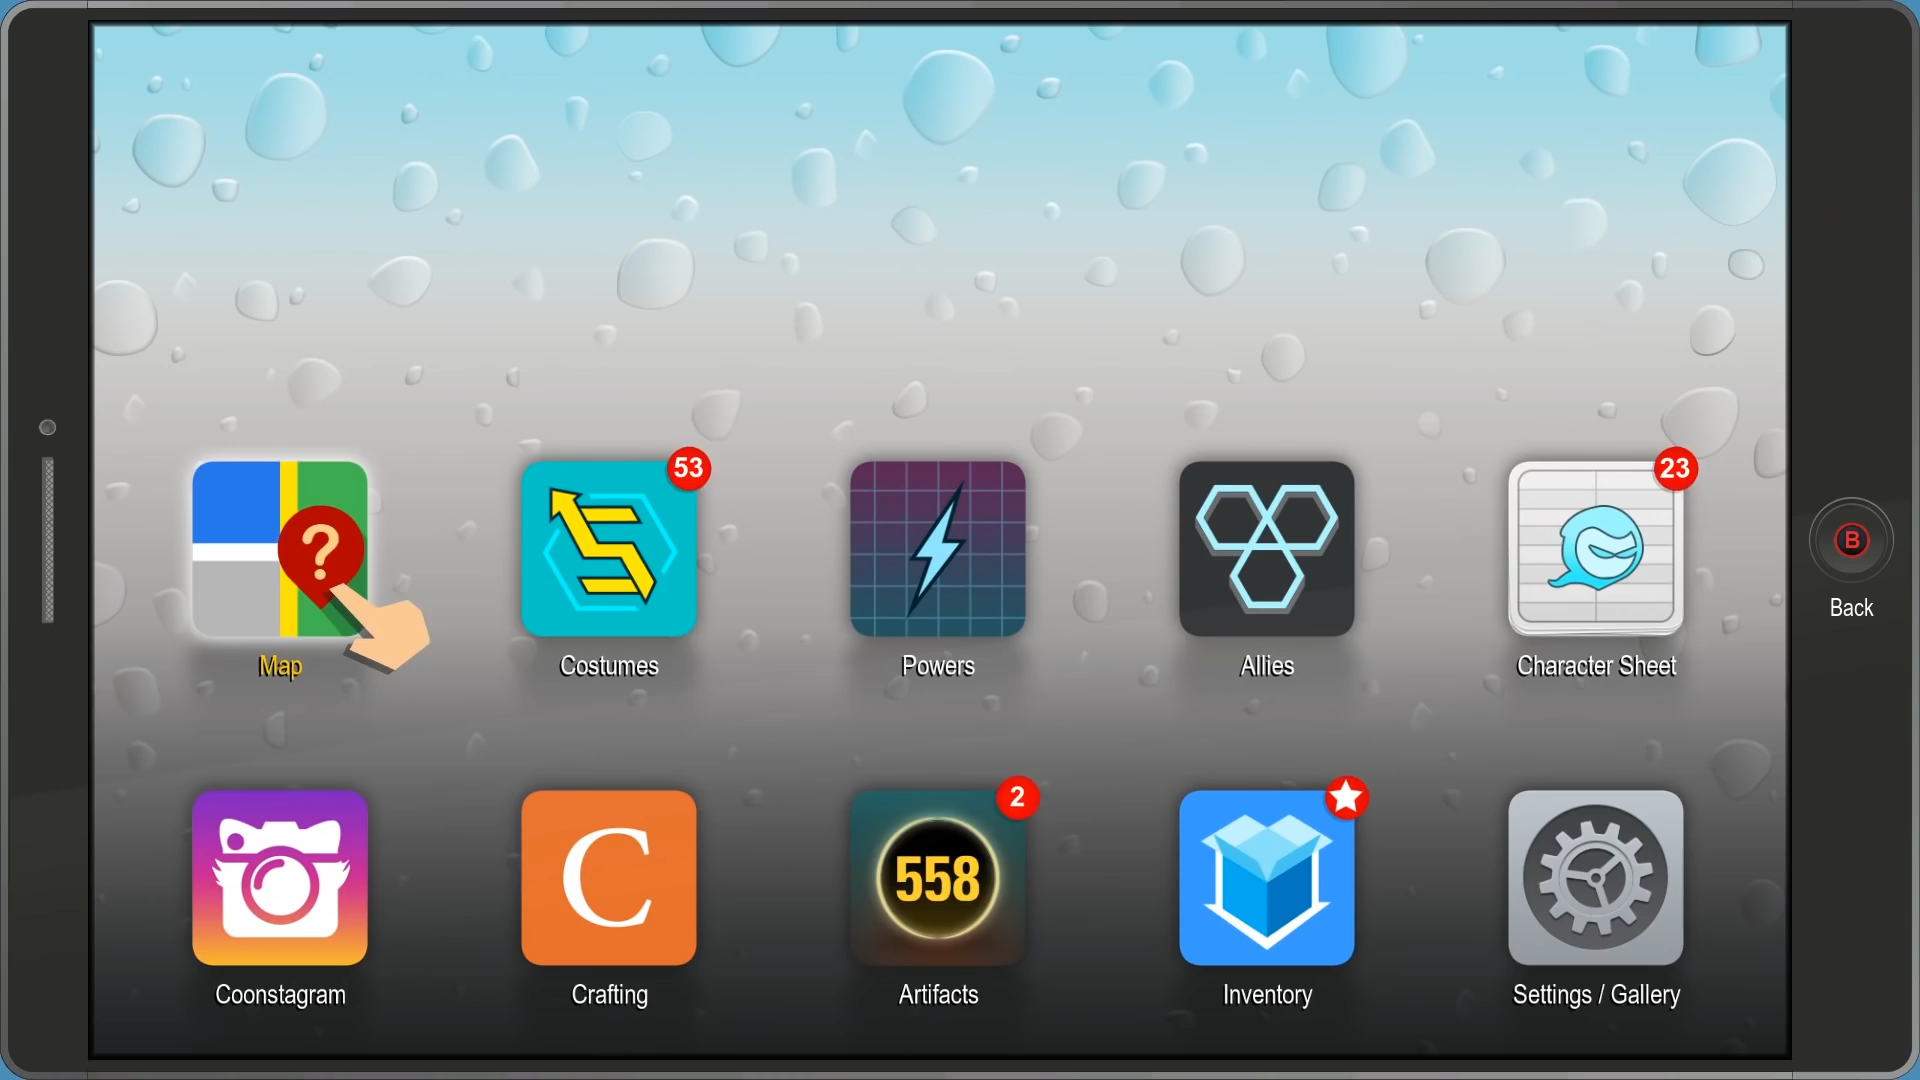 53
23
?
B
Back
Map
Costumes
Powers
Allies
Character Sheet
2
C
558
Coonstagram
Crafting
Artifacts
Inventory
Settings / Gallery